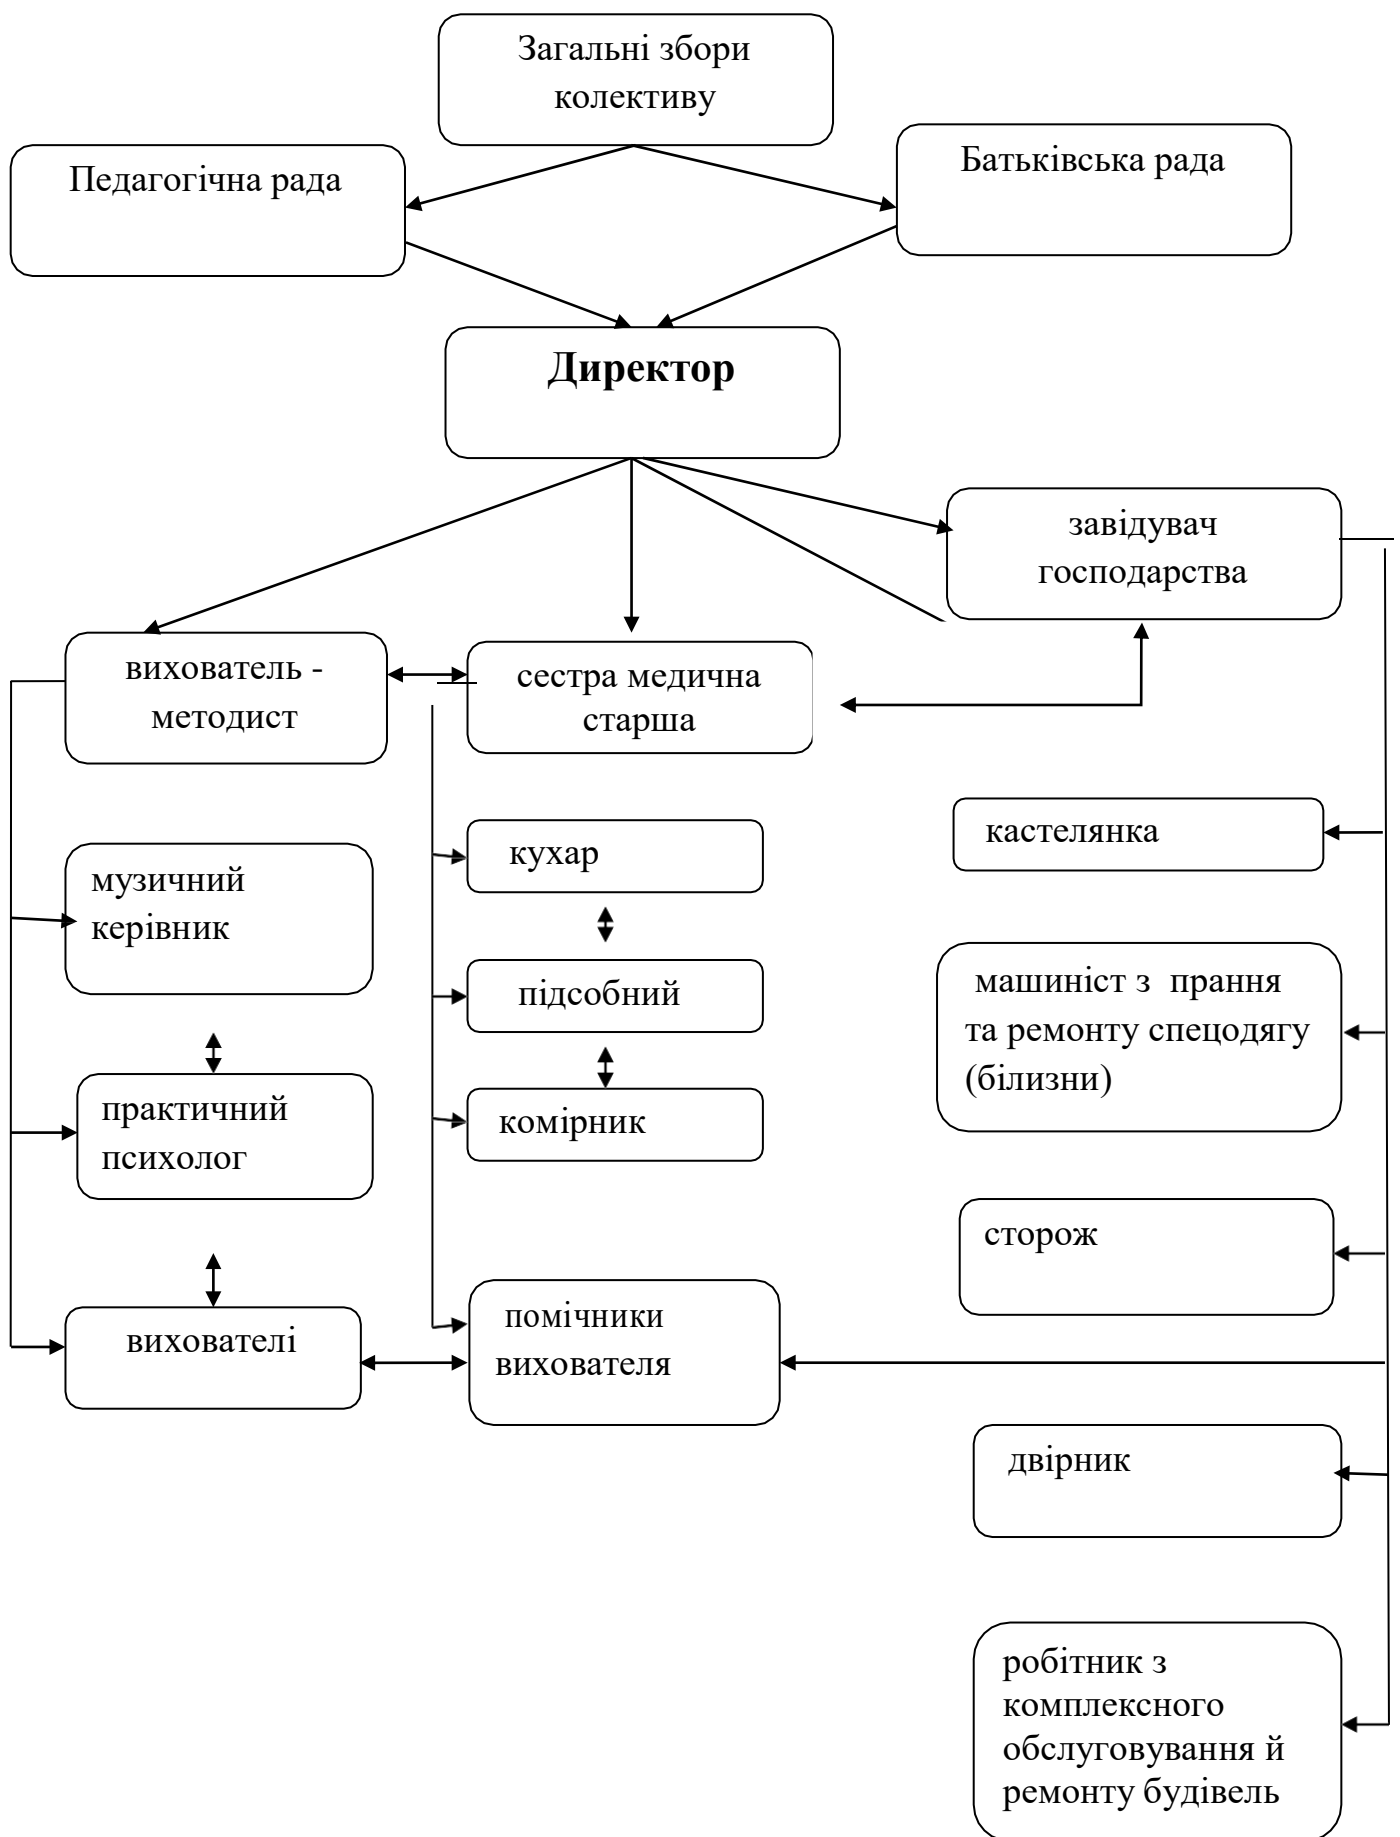 Загальні збори
колективу
Педагогічна рада
Батьківська рада
Директор
завідувач
господарства
вихователь -
методист
сестра медична
старша
музичний
керівник
кухар
кастелянка
підсобний
машиніст з  прання
та ремонту спецодягу
(білизни)
практичний
психолог
комірник
сторож
вихователі
помічники
вихователя
двірник
робітник з
комплексного
обслуговування й
ремонту будівель